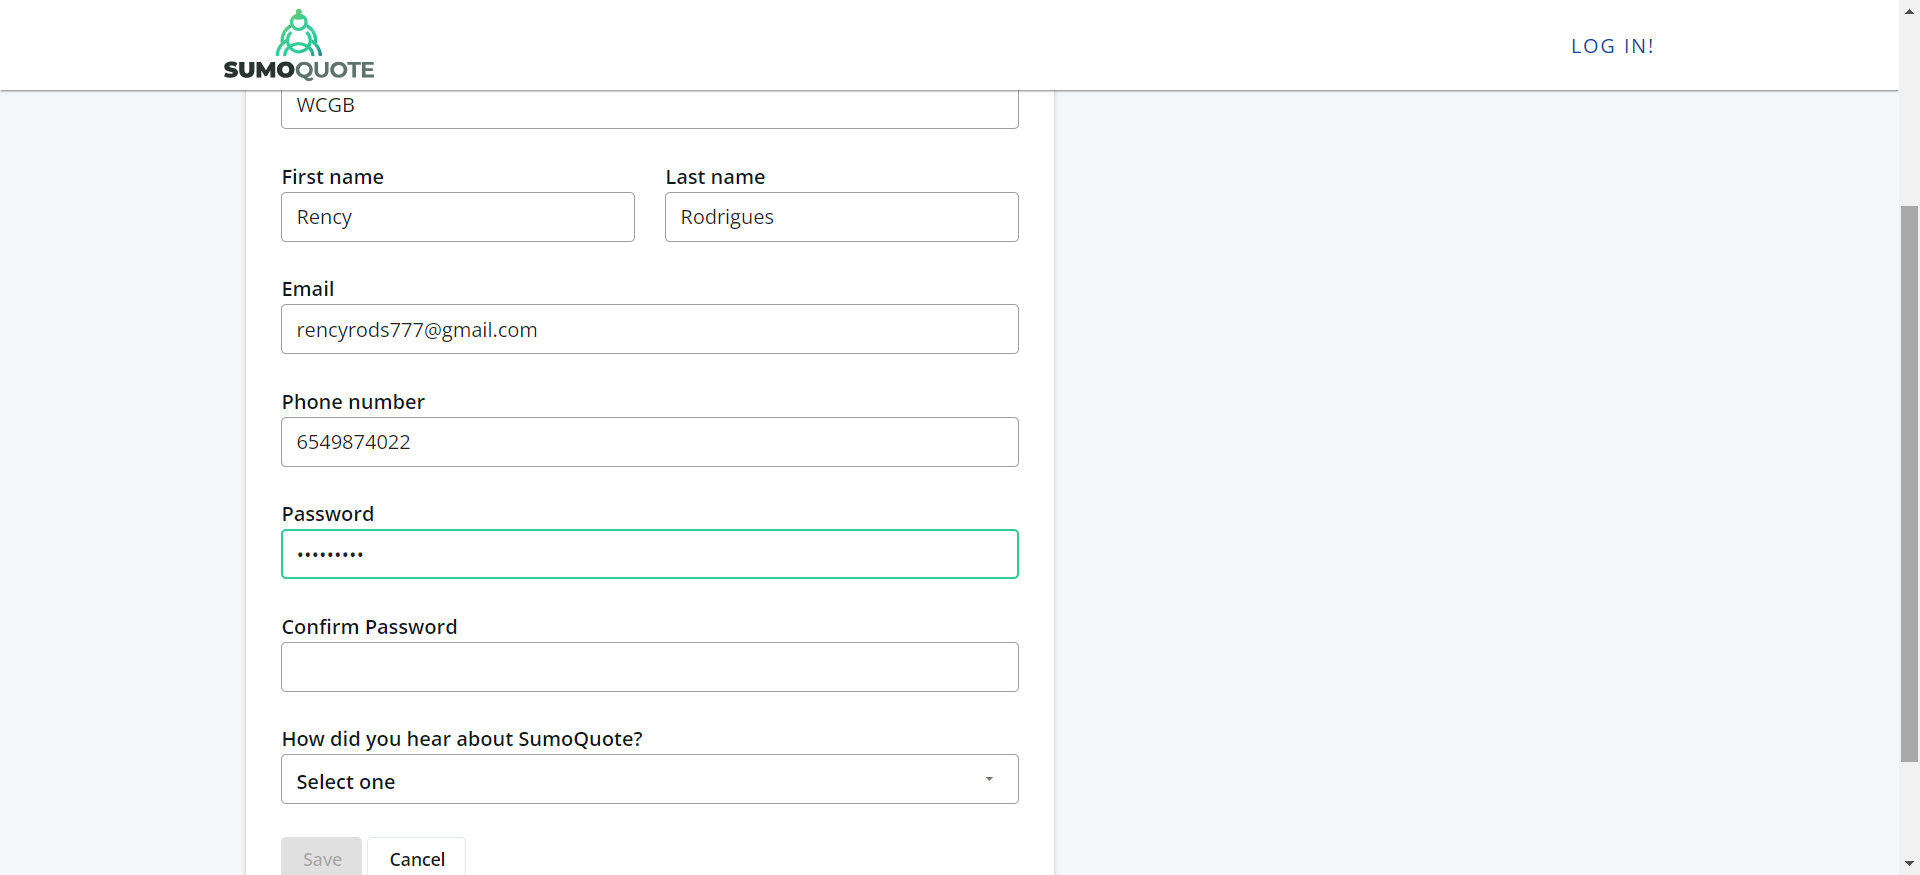 SUMOQUOTE
LOG IN!
WCGB
First name
Last name
Rency
Rodrigues
Email
rencyrods777@gmail.com
Phone number
6549874022
Password
•••••••••
Confirm Password
How did you hear about SumoQuote?
Select one
Save
Cancel